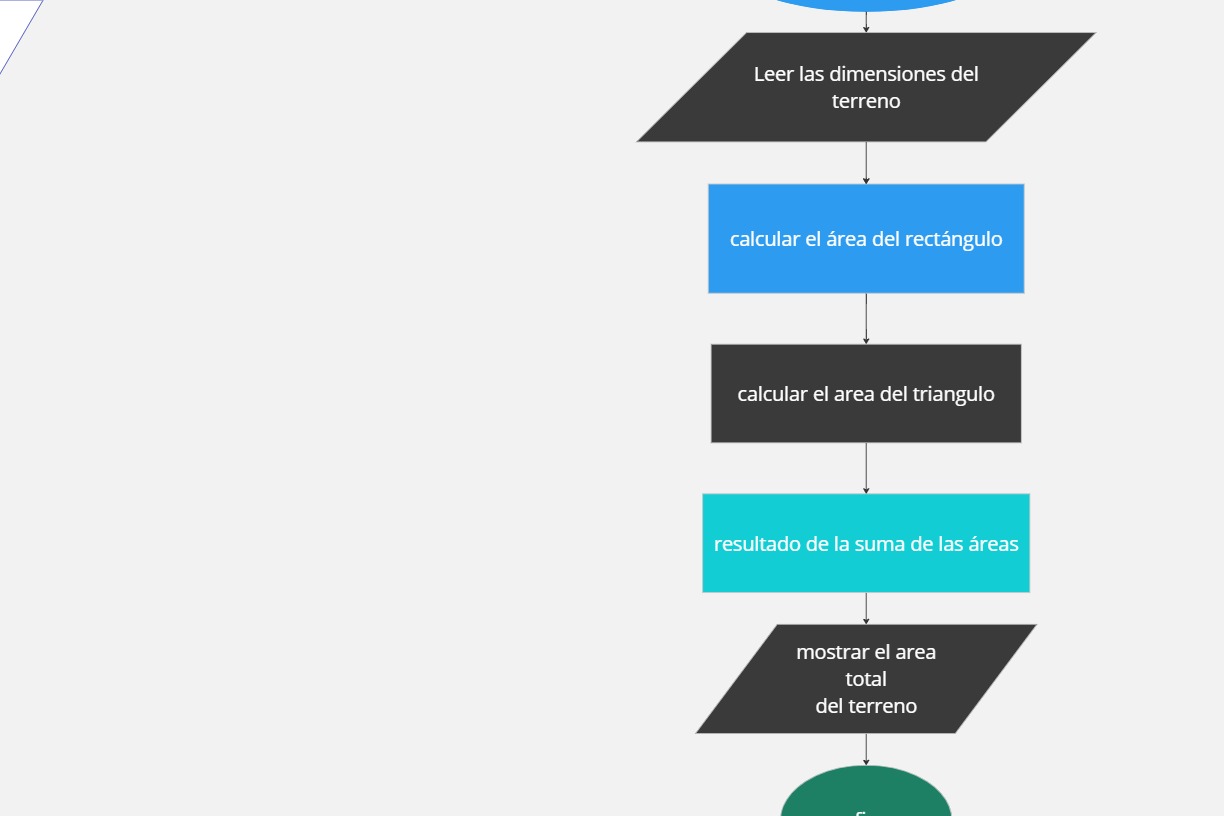 Leer las dimensiones del
terreno
calcular el área del rectángulo
calcular el area del triangulo
resultado de la suma de las áreas
mostrar el area
total
del terreno